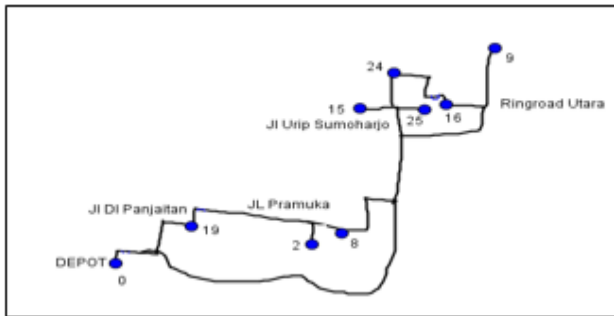 9
24
15
25
16
Ringroad Utara
Jl Urip Sumoharjo
Jl DI Panjaitan
JL Pramuka
19
2
8
DEPOT
0